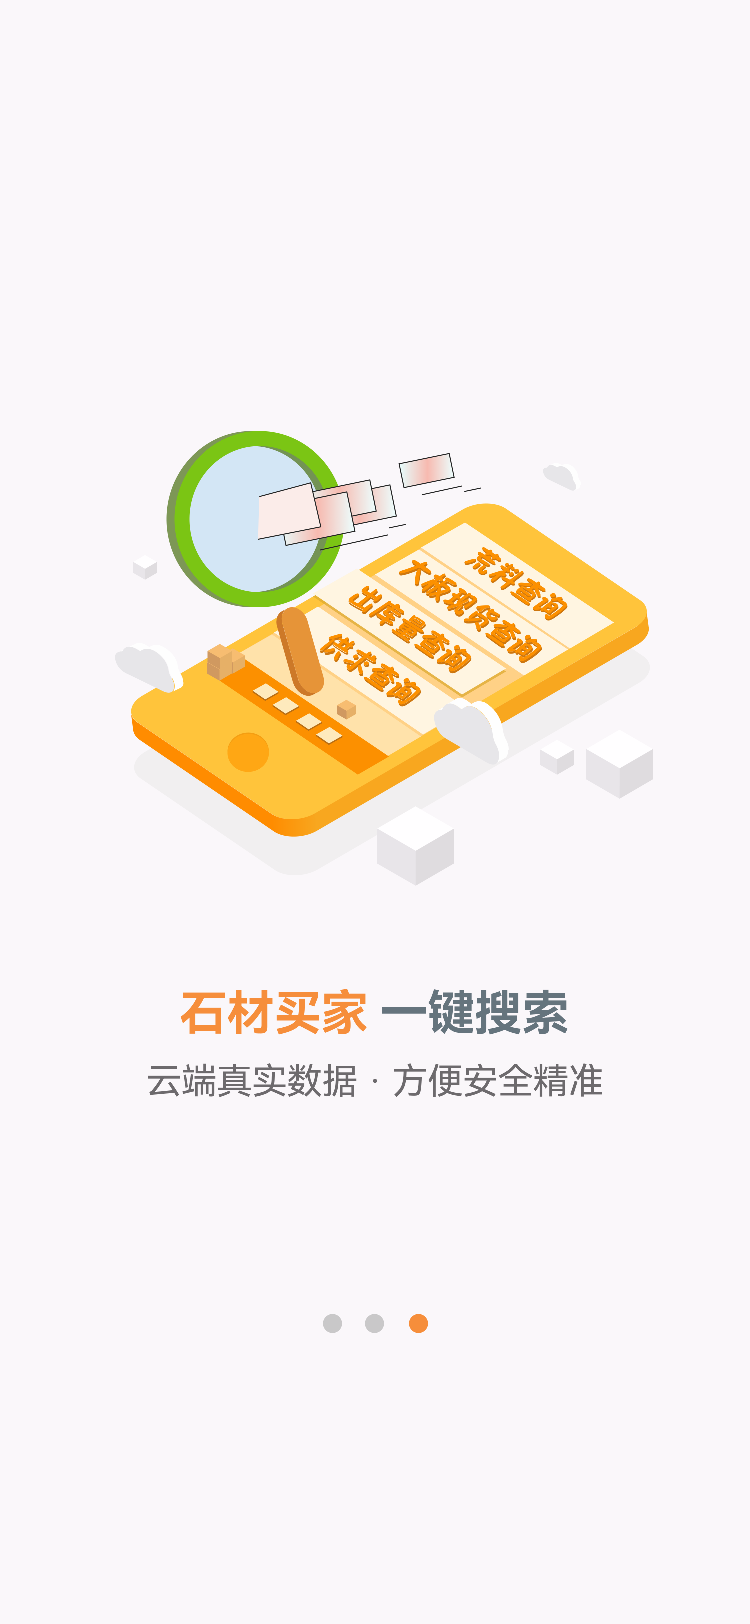 荒料查询
大板现货查询
出库量查询
供求查询
石材买家 一键搜索
云端真实数据 · 方便安全精准